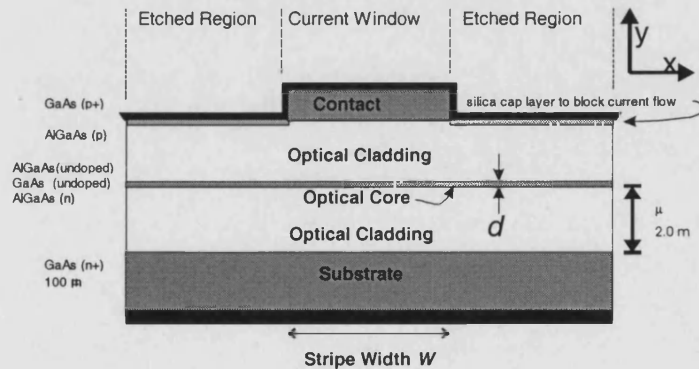 Etched Region
Current Window
Etched Region
y
x
GaAs (p+)
Contact
silica cap layer to block current flow
AlGaAs (p)
Optical Cladding
AlGaAs(undoped)
GaAs (undoped)
AlGaAs (n)
Optical Core
d
μ
2.0 m
Optical Cladding
GaAs (n+)
Substrate
100 m
Stripe Width W